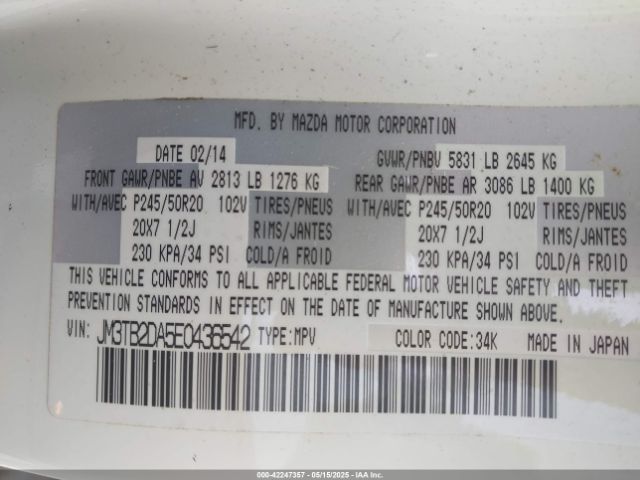 MFD. BY MAZDA MOTOR CORPORATION
DATE 02/14 GVWR/PNBV 5831 LB 2645 KG
FRONT GAWR/PNBE AV 2813 LB 1276 KG REAR GAWR/PNBE AR 3086 LB 1400 KG
WITH/AVEC P245/50R20 102V TIRES/PNEUS WITH/AVEC P245/50R20 102V TIRES/PNEUS
20X7 1/2J RIMS/JANTES 20X7 1/2J RIMS/JANTES
230 KPA/34 PSI COLD/A FROID 230 KPA/34 PSI COLD/A FROID
THIS VEHICLE CONFORMS TO ALL APPLICABLE FEDERAL MOTOR VEHICLE SAFETY AND THEFT
PREVENTION STANDARDS IN EFFECT ON THE DATE OF MANUFACTURE SHOWN ABOVE.
VIN: JM3TB2DA5E0436542 TYPE:MPV COLOR CODE:34K MADE IN JAPAN
000-42247357 - 05/15/2025 - IAA Inc.